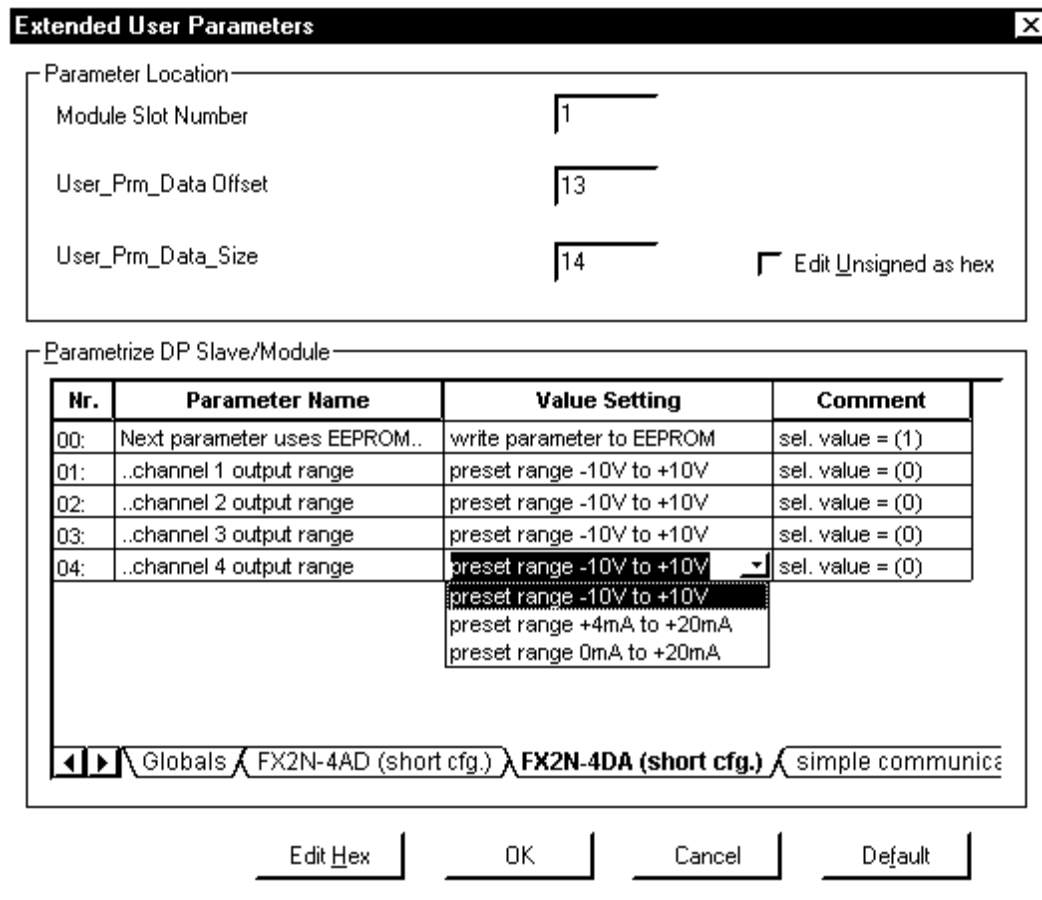 Extended User Parameters
Parameter Location
Module Slot Number 1
User_Prm_Data Offset 13
User_Prm_Data_Size 14 Edit Unsigned as hex
Parametrize DP Slave/Module
Nr. Parameter Name Value Setting Comment
00: Next parameter uses EEPROM.. write parameter to EEPROM sel. value = (1)
01: ..channel 1 output range preset range -10V to +10V sel. value = (0)
02: ..channel 2 output range preset range -10V to +10V sel. value = (0)
03: ..channel 3 output range preset range -10V to +10V sel. value = (0)
04: ..channel 4 output range preset range -10V to +10V sel. value = (0)
preset range -10V to +10V
preset range +4mA to +20mA
preset range 0mA to +20mA
Globals FX2N-4AD (short cfg.) FX2N-4DA (short cfg.) simple communica
Edit Hex OK Cancel Default